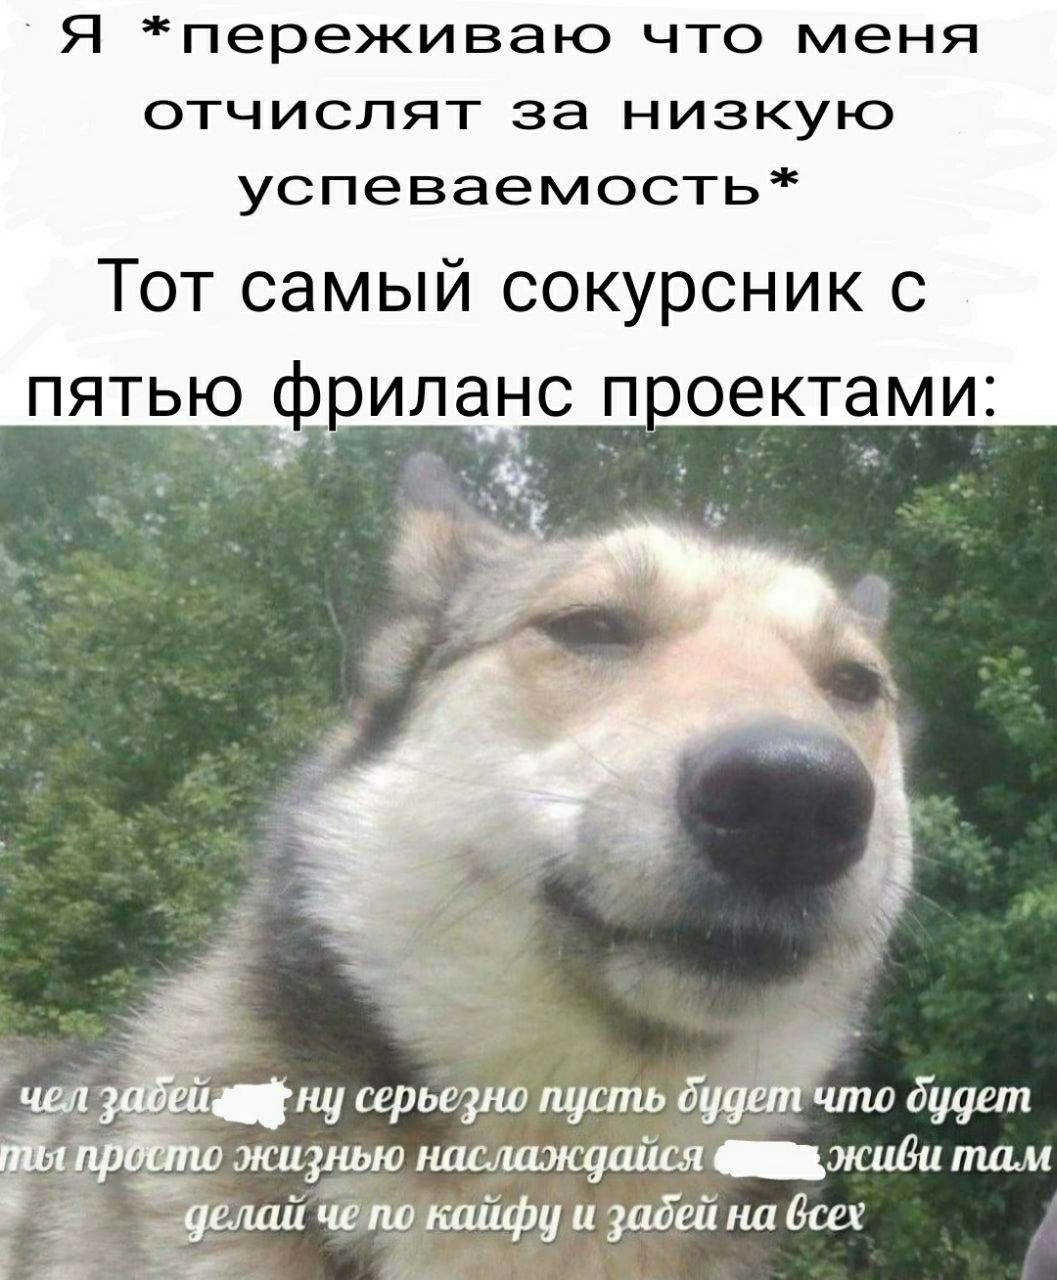 Я *переживаю что меня
отчислят за низкую
успеваемость*
Тот самый сокурсник с
пятью фриланс проектами:
чел забей ну серьезно пусть будет что будет
ты просто жизнью наслаждайся живи там
делай че по кайфу и забей на всех